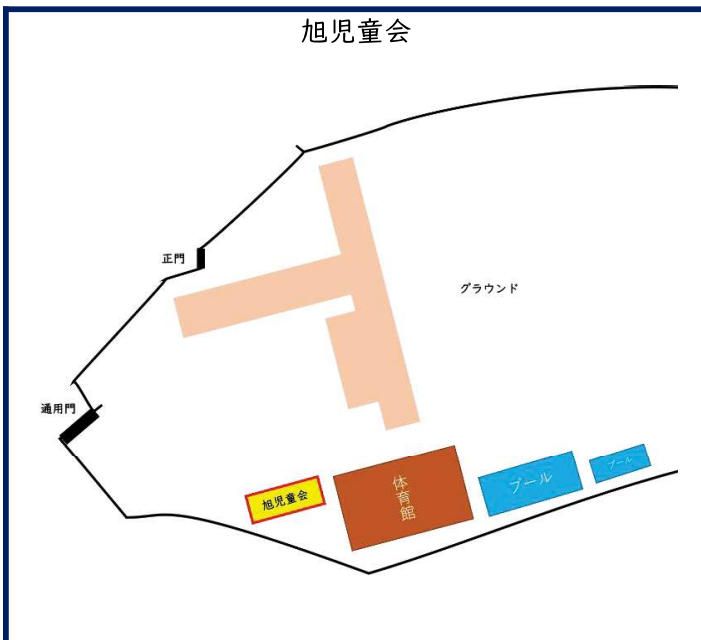 旭児童会
正門
グラウンド
通用門
旭児童会
体育館
プール
プール